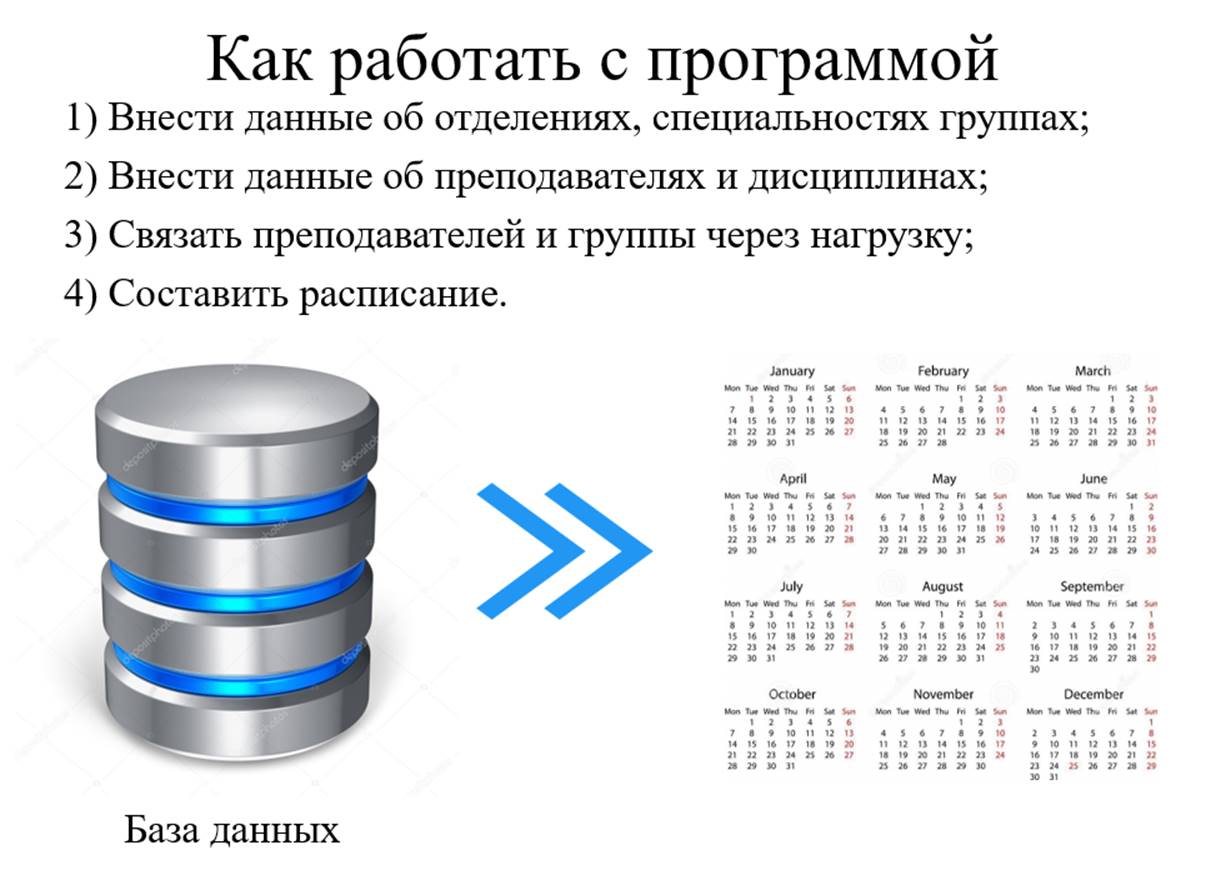 Как работать с программой
1) Внести данные об отделениях, специальностях группах;
2) Внести данные об преподавателях и дисциплинах;
3) Связать преподавателей и группы через нагрузку;
4) Составить расписание.
January February March
Mon Tue Wed Thu Fri Sat Sun Mon Tue Wed Thu Fri Sat Sun Mon Tue Wed Thu Fri Sat Sun
1 2 3 4 5 6 1 2 3 1 2 3
7 8 9 10 11 12 13 4 5 6 7 8 9 10 4 5 6 7 8 9 10
14 15 16 17 18 19 20 11 12 13 14 15 16 17 11 12 13 14 15 16 17
21 22 23 24 25 26 27 18 19 20 21 22 23 24 18 19 20 21 22 23 24
28 29 30 31 25 26 27 28 25 26 27 28 29 30 31
April May June
Mon Tue Wed Thu Fri Sat Sun Mon Tue Wed Thu Fri Sat Sun Mon Tue Wed Thu Fri Sat Sun
1 2 3 4 5 6 7 1 2 3 4 5 1 2
8 9 10 11 12 13 14 6 7 8 9 10 11 12 3 4 5 6 7 8 9
15 16 17 18 19 20 21 13 14 15 16 17 18 19 10 11 12 13 14 15 16
22 23 24 25 26 27 28 20 21 22 23 24 25 26 17 18 19 20 21 22 23
29 30 27 28 29 30 31 24 25 26 27 28 29 30
July August September
Mon Tue Wed Thu Fri Sat Sun Mon Tue Wed Thu Fri Sat Sun Mon Tue Wed Thu Fri Sat Sun
1 2 3 4 5 6 7 1 2 3 4 1
8 9 10 11 12 13 14 5 6 7 8 9 10 11 2 3 4 5 6 7 8
15 16 17 18 19 20 21 12 13 14 15 16 17 18 9 10 11 12 13 14 15
22 23 24 25 26 27 28 19 20 21 22 23 24 25 16 17 18 19 20 21 22
29 30 31 26 27 28 29 30 31 23 24 25 26 27 28 29
30
October November December
Mon Tue Wed Thu Fri Sat Sun Mon Tue Wed Thu Fri Sat Sun Mon Tue Wed Thu Fri Sat Sun
1 2 3 4 5 6 1 2 3 1
7 8 9 10 11 12 13 4 5 6 7 8 9 10 2 3 4 5 6 7 8
14 15 16 17 18 19 20 11 12 13 14 15 16 17 9 10 11 12 13 14 15
21 22 23 24 25 26 27 18 19 20 21 22 23 24 16 17 18 19 20 21 22
28 29 30 31 25 26 27 28 29 30 23 24 25 26 27 28 29
30 31
База данных